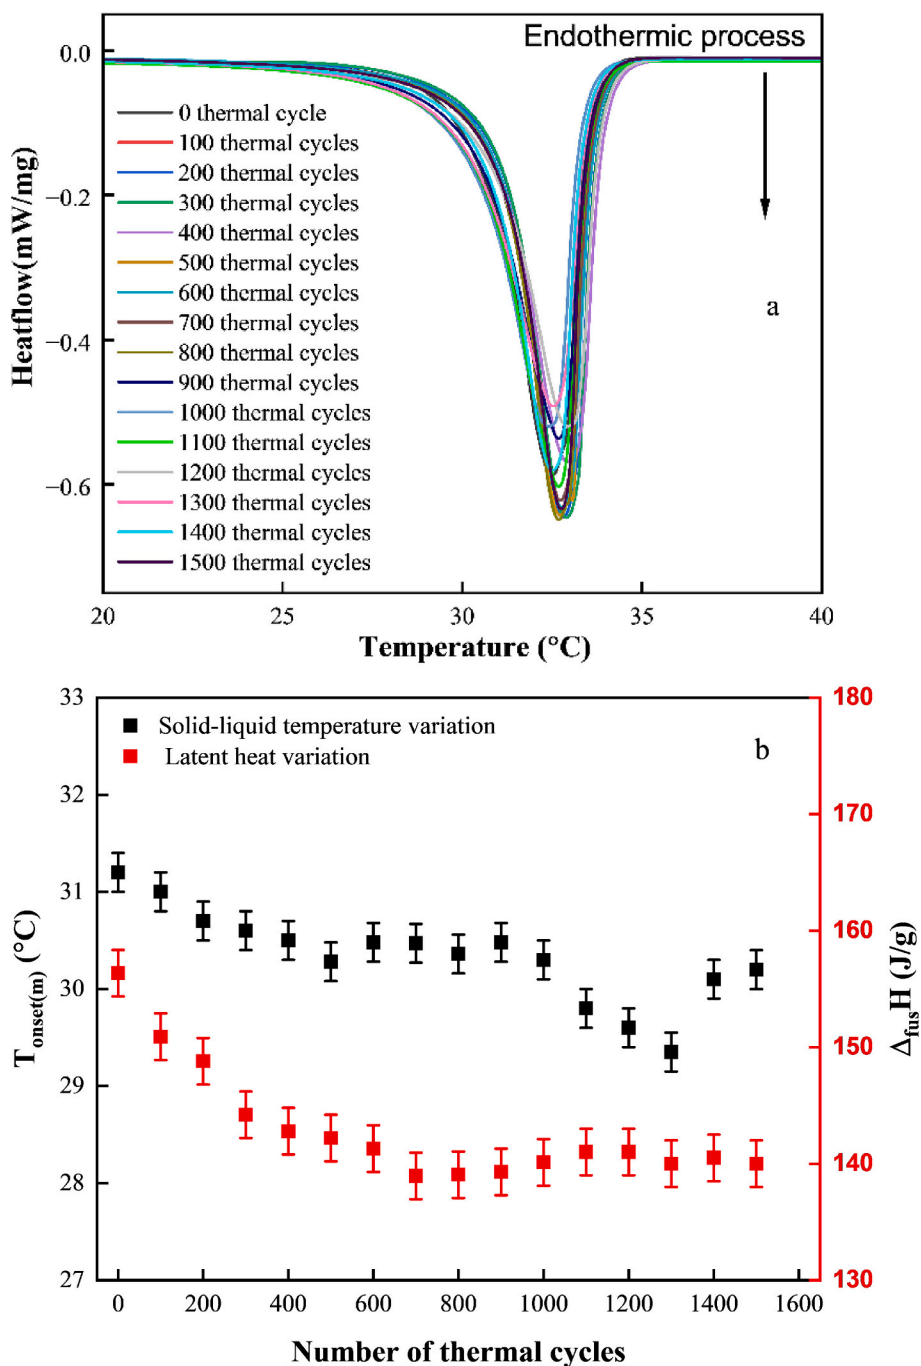 Endothermic process
0.0
−0.2
−0.4
−0.6
Heatflow(mW/mg)
0 thermal cycle
100 thermal cycles
200 thermal cycles
300 thermal cycles
400 thermal cycles
500 thermal cycles
600 thermal cycles
700 thermal cycles
800 thermal cycles
900 thermal cycles
1000 thermal cycles
1100 thermal cycles
1200 thermal cycles
1300 thermal cycles
1400 thermal cycles
1500 thermal cycles
a
20 25 30 35 40
Temperature (°C)
Solid-liquid temperature variation
Latent heat variation
b
33
32
31
30
29
28
27
T onset(m) (°C)
180
170
160
150
140
130
Δ fus H (J/g)
0 200 400 600 800 1000 1200 1400 1600
Number of thermal cycles